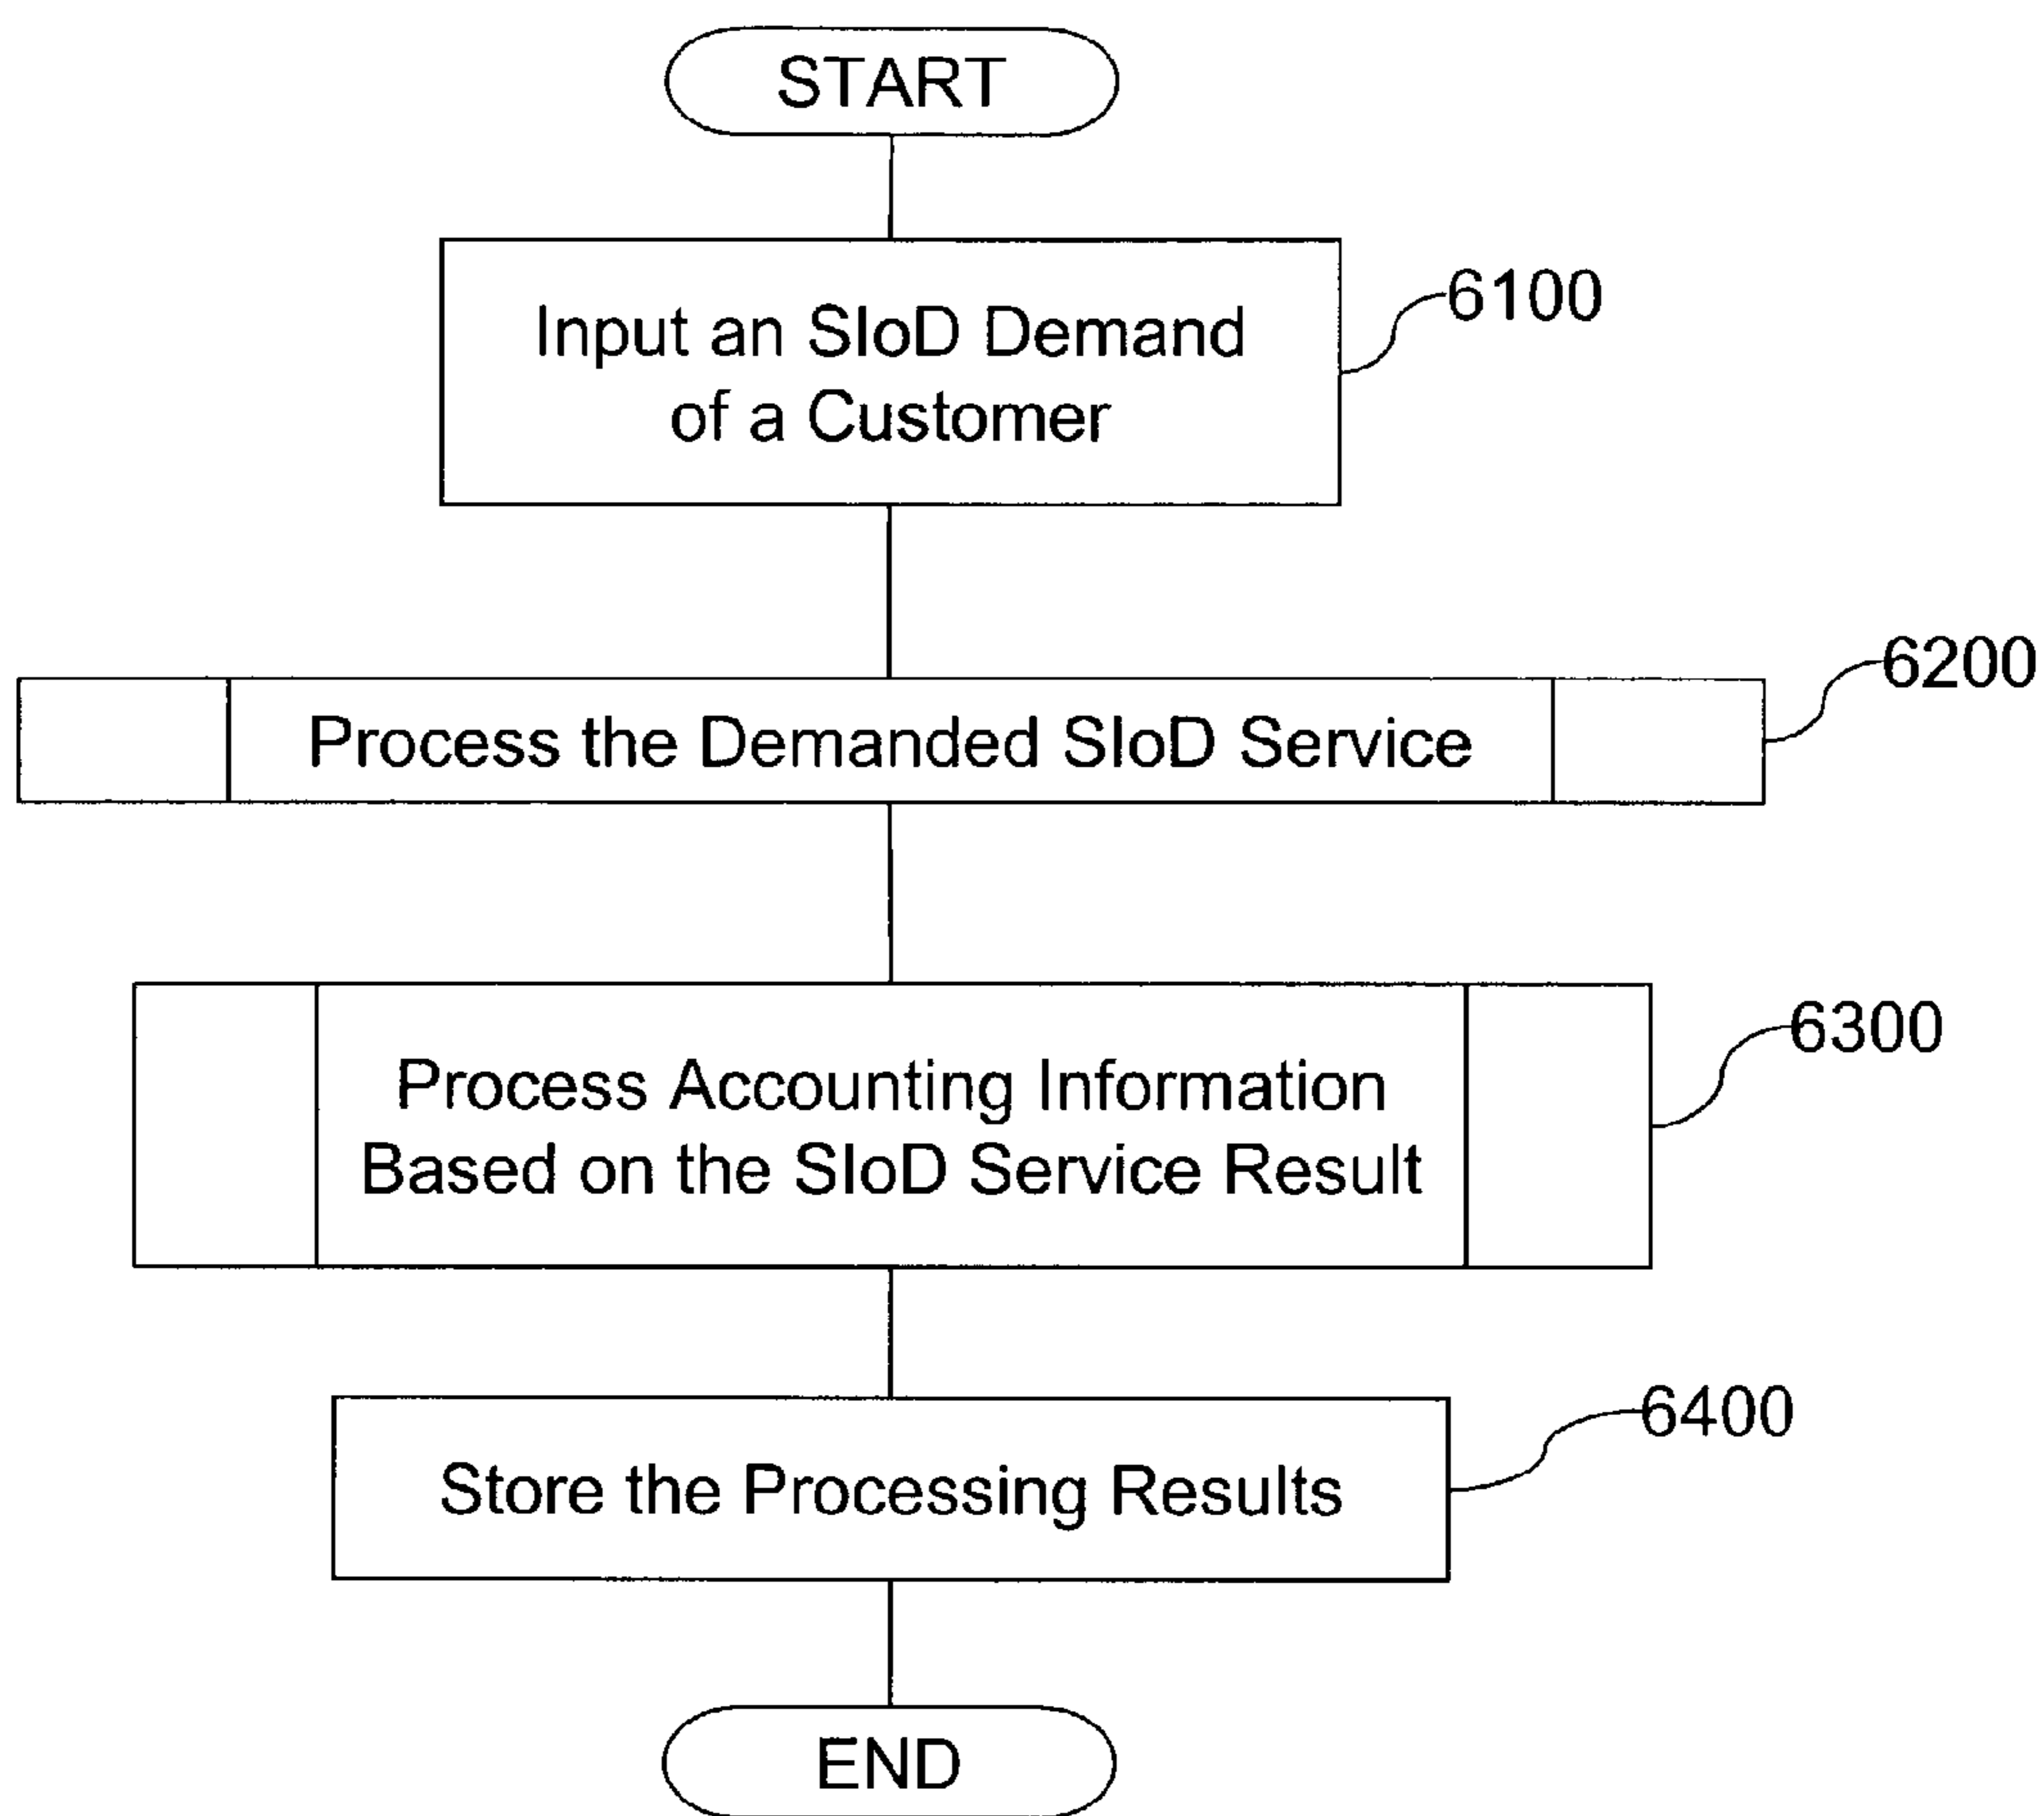 START
Input an SIoD Demand
of a Customer
6100
Process the Demanded SIoD Service
6200
Process Accounting Information
Based on the SIoD Service Result
6300
Store the Processing Results
6400
END